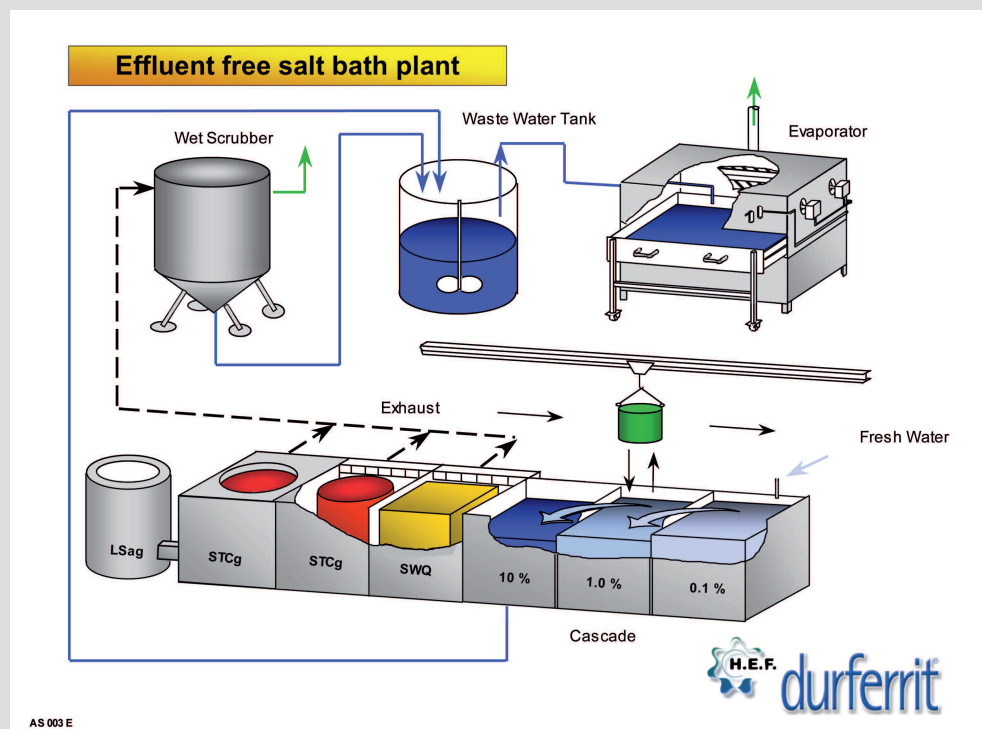 Effluent free salt bath plant
Waste Water Tank
Wet Scrubber
Evaporator
Exhaust
Fresh Water
LSag
STCg
STCg
SWQ
10 %
1.0 %
0.1 %
Cascade
H.E.F.
durferrit
AS 003 E